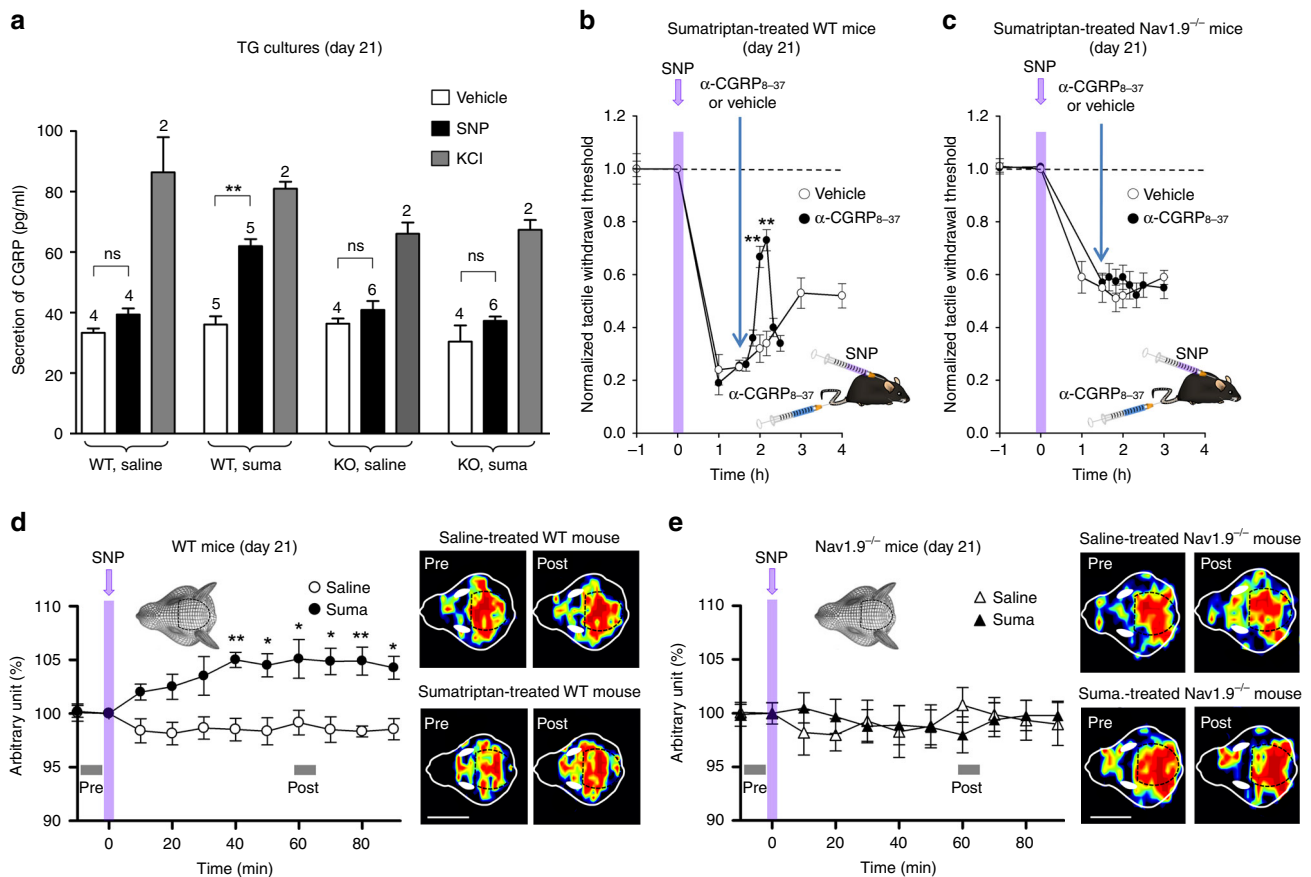 a
TG cultures (day 21)
Vehicle
SNP
KCl
Secretion of CGRP (pg/ml)
100
80
60
40
20
0
4
4
2
5
5
2
4
6
2
4
6
2
ns
**
ns
ns
WT, saline
WT, suma
KO, saline
KO, suma
b
Sumatriptan-treated WT mice
(day 21)
SNP
α-CGRP8–37
or vehicle
Normalized tactile withdrawal threshold
1.2
1.0
0.8
0.6
0.4
0.2
0.0
Vehicle
α-CGRP8–37
**
**
SNP
α-CGRP8–37
–1
0
1
2
3
4
Time (h)
c
Sumatriptan-treated Nav1.9–/– mice
(day 21)
SNP
α-CGRP8–37
or vehicle
Normalized tactile withdrawal threshold
1.2
1.0
0.8
0.6
0.4
0.2
0.0
Vehicle
α-CGRP8–37
SNP
α-CGRP8–37
–1
0
1
2
3
4
Time (h)
d
SNP
WT mice (day 21)
Saline
Suma
Arbitrary unit (%)
110
105
100
95
90
**
*
*
*
**
*
Pre
Post
0
20
40
60
80
Time (min)
Saline-treated WT mouse
Pre
Post
Sumatriptan-treated WT mouse
Pre
Post
e
SNP
Nav1.9–/– mice (day 21)
Saline
Suma
Arbitrary unit (%)
110
105
100
95
90
Pre
Post
0
20
40
60
80
Time (min)
Saline-treated Nav1.9–/– mouse
Pre
Post
Suma.-treated Nav1.9–/– mouse
Pre
Post